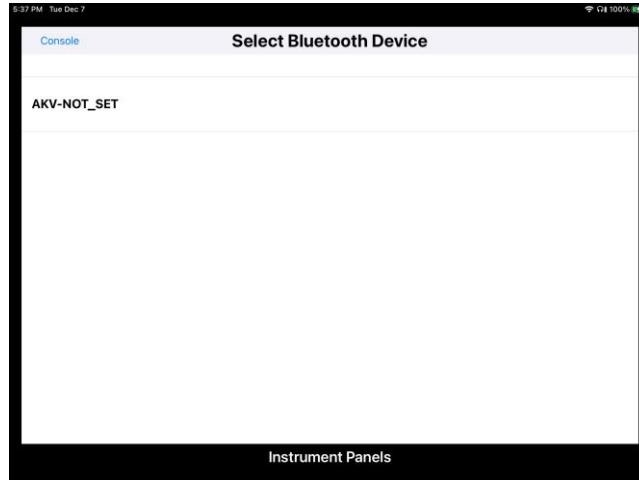 5:37 PM Tue Dec 7
100%
Console
Select Bluetooth Device
AKV-NOT_SET
Instrument Panels